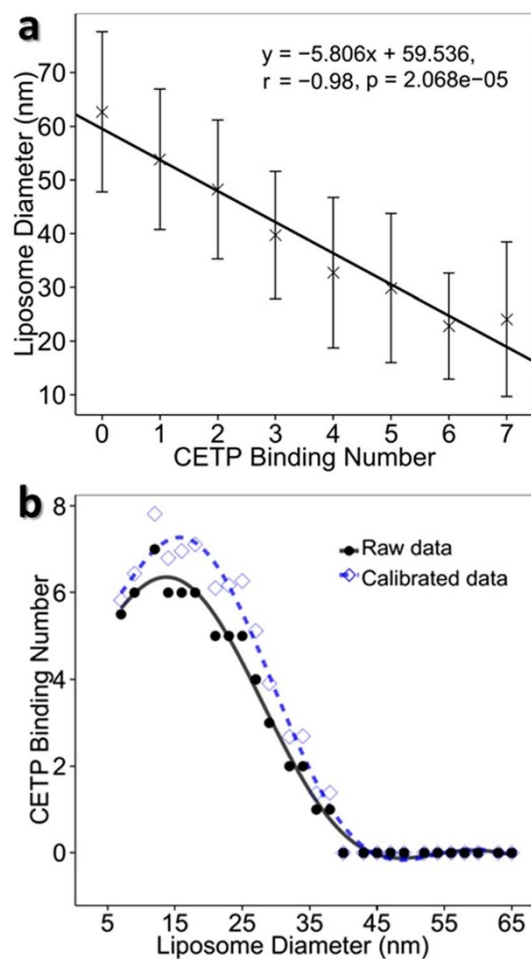 a
y = −5.806x + 59.536,
r = −0.98, p = 2.068e−05
Liposome Diameter (nm)
70
60
50
40
30
20
10
0 1 2 3 4 5 6 7
CETP Binding Number
b
Raw data
Calibrated data
CETP Binding Number
8
6
4
2
0
5 15 25 35 45 55 65
Liposome Diameter (nm)